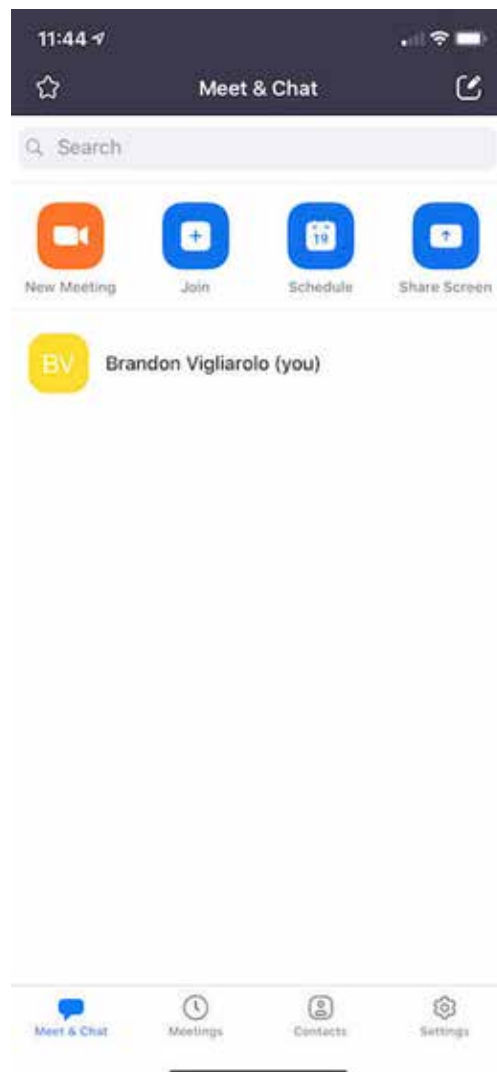 11:44
Meet & Chat
Search
19
New Meeting Join Schedule Share Screen
BV Brandon Vigliarolo (you)
Meet & Chat Meetings Contacts Settings